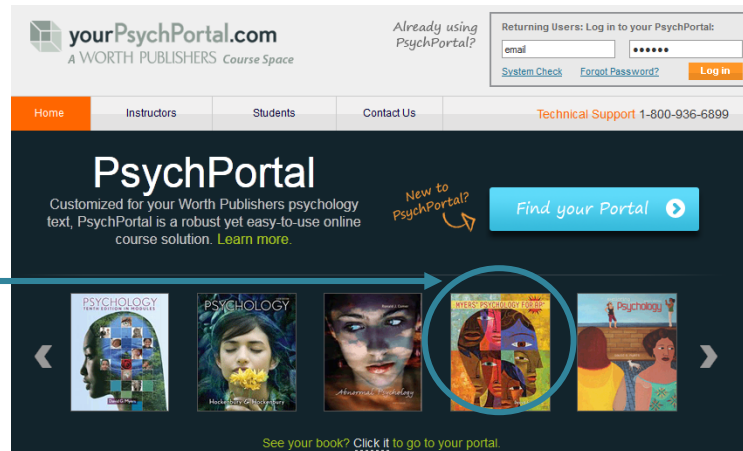 yourPsychPortal.com
A WORTH PUBLISHERS Course Space
Already using
PsychPortal?
Returning Users: Log in to your PsychPortal:
email
••••••
System Check Forgot Password? Log in
Home Instructors Students Contact Us Technical Support 1-800-936-6899
PsychPortal
Customized for your Worth Publishers psychology
text, PsychPortal is a robust yet easy-to-use online
course solution. Learn more.
New to
PsychPortal?
Find your Portal
PSYCHOLOGY
TENTH EDITION IN MODULES
David G. Myers
PSYCHOLOGY
Hockenbury & Hockenbury
Abnormal Psychology
MYERS' PSYCHOLOGY FOR AP
Psychology
See your book? Click it to go to your portal.